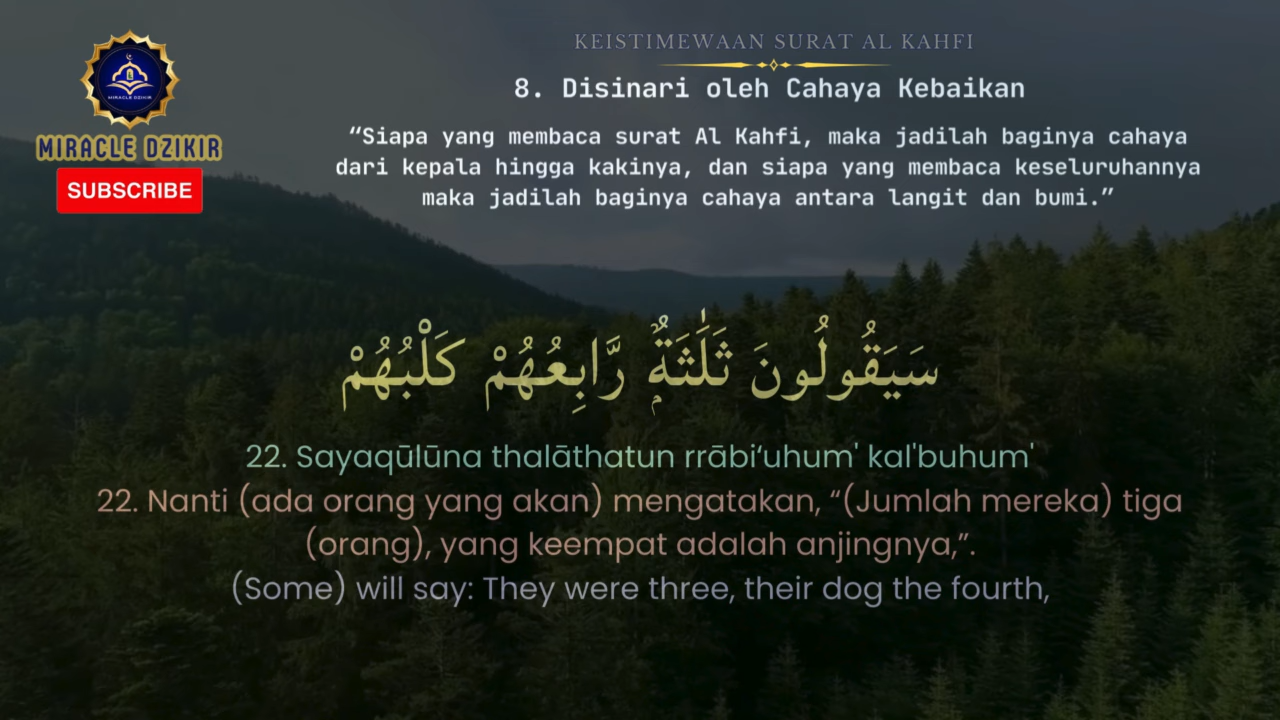 KEISTIMEWAAN SURAT AL KAHFI
8. Disinari oleh Cahaya Kebaikan
“Siapa yang membaca surat Al Kahfi, maka jadilah baginya cahaya
dari kepala hingga kakinya, dan siapa yang membaca keseluruhannya
maka jadilah baginya cahaya antara langit dan bumi.”
MIRACLE DZIKIR
MIRACLE DZIKIR
SUBSCRIBE
سَيَقُولُونَ ثَلَٰثَةٌۭ رَّابِعُهُمْ كَلْبُهُمْ
22. Sayaqūlūna thalāthatun rrābi‘uhum' kal'buhum'
22. Nanti (ada orang yang akan) mengatakan, “(Jumlah mereka) tiga
(orang), yang keempat adalah anjingnya,”.
(Some) will say: They were three, their dog the fourth,